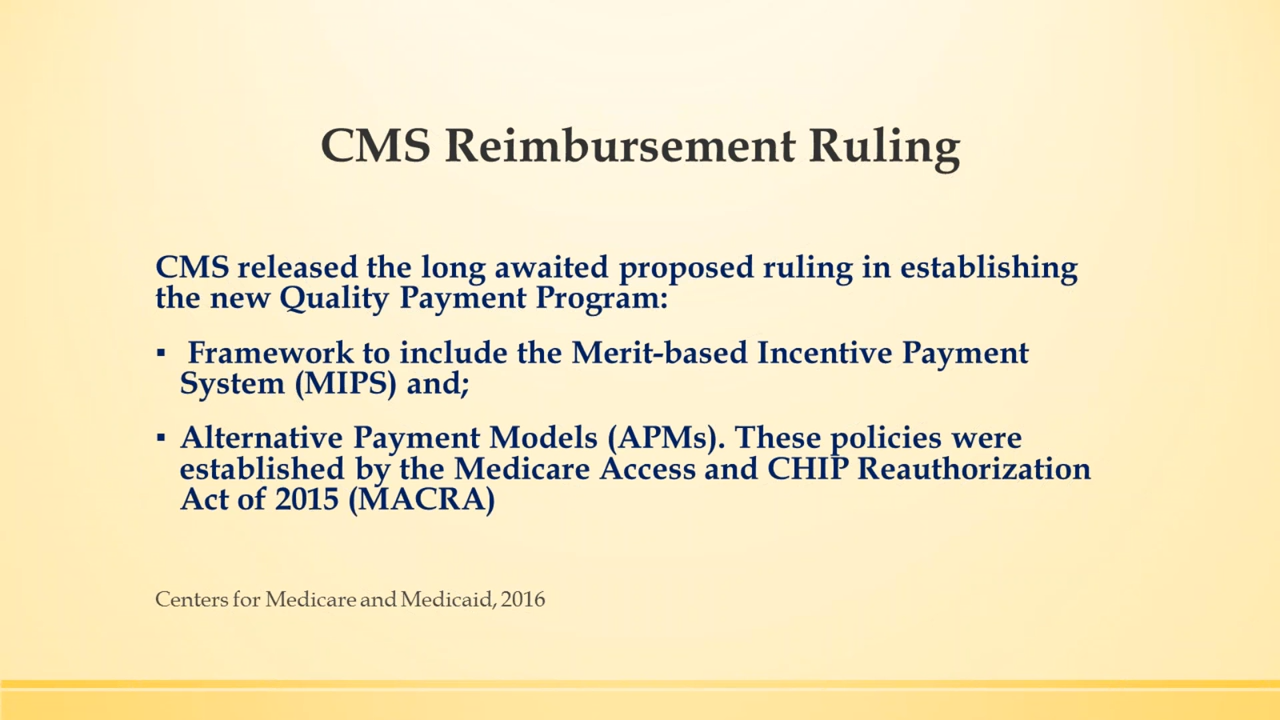 CMS Reimbursement Ruling
CMS released the long awaited proposed ruling in establishing
the new Quality Payment Program:
▪ Framework to include the Merit-based Incentive Payment
System (MIPS) and;
▪ Alternative Payment Models (APMs). These policies were
established by the Medicare Access and CHIP Reauthorization
Act of 2015 (MACRA)
Centers for Medicare and Medicaid, 2016